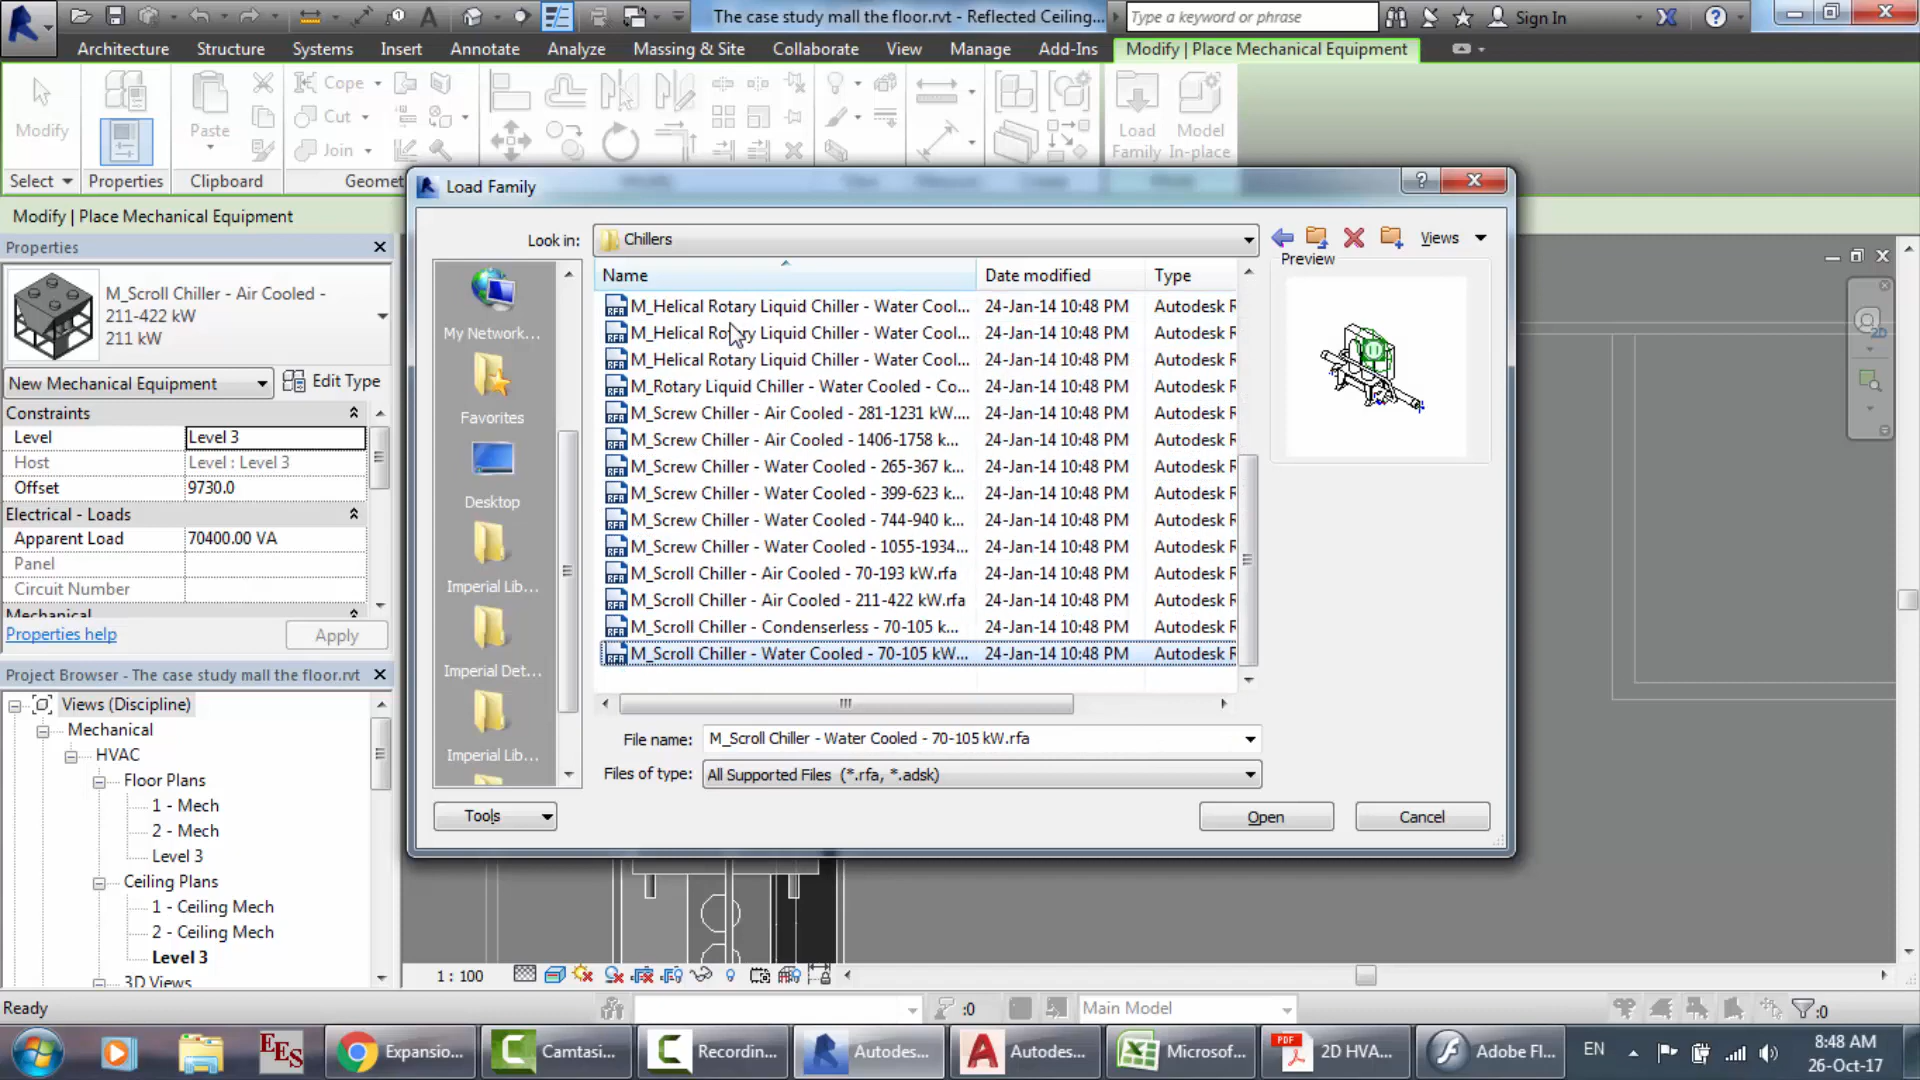 The case study mall the floor.rvt - Reflected Ceiling...
Type a keyword or phrase
Sign In
Architecture Structure Systems Insert Annotate Analyze Massing & Site Collaborate View Manage Add-Ins Modify | Place Mechanical Equipment
Modify
Paste
Cope
Cut
Join
Load Family
Model In-place
Select Properties Clipboard
Modify | Place Mechanical Equipment
Properties
M_Scroll Chiller - Air Cooled -
211-422 kW
211 kW
New Mechanical Equipment
Edit Type
Constraints
Level Level 3
Host Level : Level 3
Offset 9730.0
Electrical - Loads
Apparent Load 70400.00 VA
Panel
Circuit Number
Mechanical
Properties help
Apply
Project Browser - The case study mall the floor.rvt
Views (Discipline)
Mechanical
HVAC
Floor Plans
1 - Mech
2 - Mech
Level 3
Ceiling Plans
1 - Ceiling Mech
2 - Ceiling Mech
Level 3
3D Views
Load Family
Look in: Chillers
Views
Preview
My Network...
Favorites
Desktop
Imperial Lib...
Imperial Det...
Imperial Lib...
Name Date modified Type
M_Helical Rotary Liquid Chiller - Water Cool... 24-Jan-14 10:48 PM Autodesk R
M_Helical Rotary Liquid Chiller - Water Cool... 24-Jan-14 10:48 PM Autodesk R
M_Helical Rotary Liquid Chiller - Water Cool... 24-Jan-14 10:48 PM Autodesk R
M_Rotary Liquid Chiller - Water Cooled - Co... 24-Jan-14 10:48 PM Autodesk R
M_Screw Chiller - Air Cooled - 281-1231 kW.... 24-Jan-14 10:48 PM Autodesk R
M_Screw Chiller - Air Cooled - 1406-1758 k... 24-Jan-14 10:48 PM Autodesk R
M_Screw Chiller - Water Cooled - 265-367 k... 24-Jan-14 10:48 PM Autodesk R
M_Screw Chiller - Water Cooled - 399-623 k... 24-Jan-14 10:48 PM Autodesk R
M_Screw Chiller - Water Cooled - 744-940 k... 24-Jan-14 10:48 PM Autodesk R
M_Screw Chiller - Water Cooled - 1055-1934... 24-Jan-14 10:48 PM Autodesk R
M_Scroll Chiller - Air Cooled - 70-193 kW.rfa 24-Jan-14 10:48 PM Autodesk R
M_Scroll Chiller - Air Cooled - 211-422 kW.rfa 24-Jan-14 10:48 PM Autodesk R
M_Scroll Chiller - Condenserless - 70-105 k... 24-Jan-14 10:48 PM Autodesk R
M_Scroll Chiller - Water Cooled - 70-105 kW... 24-Jan-14 10:48 PM Autodesk R
File name: M_Scroll Chiller - Water Cooled - 70-105 kW.rfa
Files of type: All Supported Files (*.rfa, *.adsk)
Tools
Open
Cancel
1 : 100
Ready
:0
Main Model
:0
EES
Expansio...
Camtasi...
Recordin...
Autodes...
Autodes...
Microsof...
PDF
2D HVA...
Adobe Fl...
EN
8:48 AM
26-Oct-17